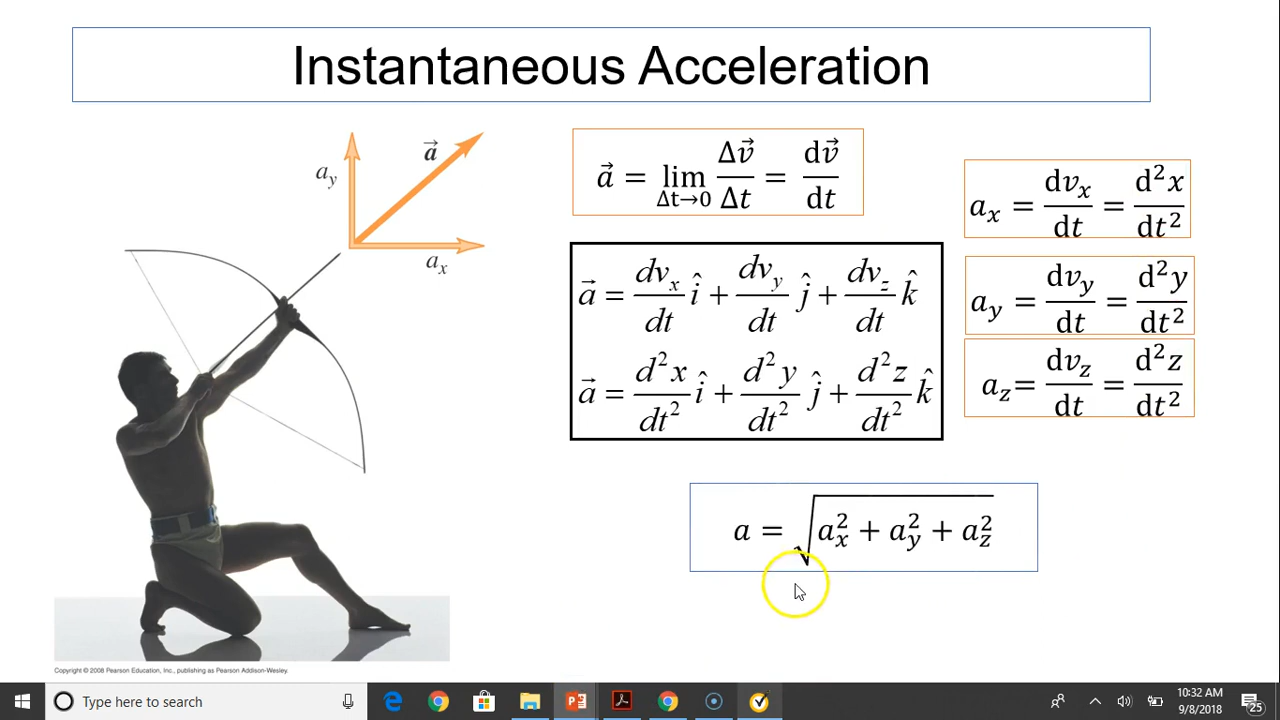 Instantaneous Acceleration
a⃗
a_y
a_x
a⃗ = lim_{Δt→0} Δv⃗/Δt = dv⃗/dt
a⃗ = dv_x/dt î + dv_y/dt ĵ + dv_z/dt k̂
a⃗ = d²x/dt² î + d²y/dt² ĵ + d²z/dt² k̂
a_x = dv_x/dt = d²x/dt²
a_y = dv_y/dt = d²y/dt²
a_z = dv_z/dt = d²z/dt²
a = √(a_x² + a_y² + a_z²)
Copyright © 2008 Pearson Education, Inc., publishing as Pearson Addison-Wesley.
Type here to search
10:32 AM
9/8/2018
25